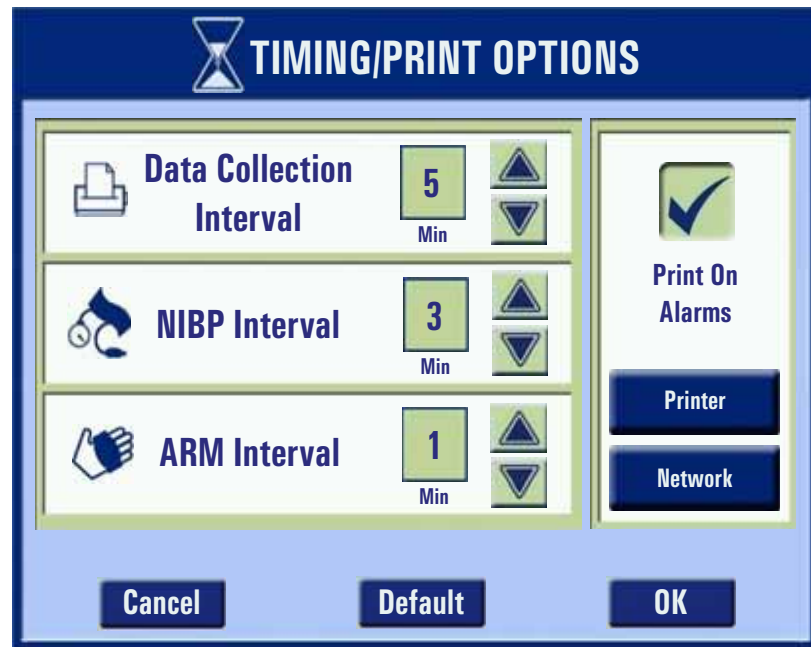 TIMING/PRINT OPTIONS
Data Collection
Interval
5
Min
NIBP Interval
3
Min
ARM Interval
1
Min
Print On
Alarms
Printer
Network
Cancel
Default
OK